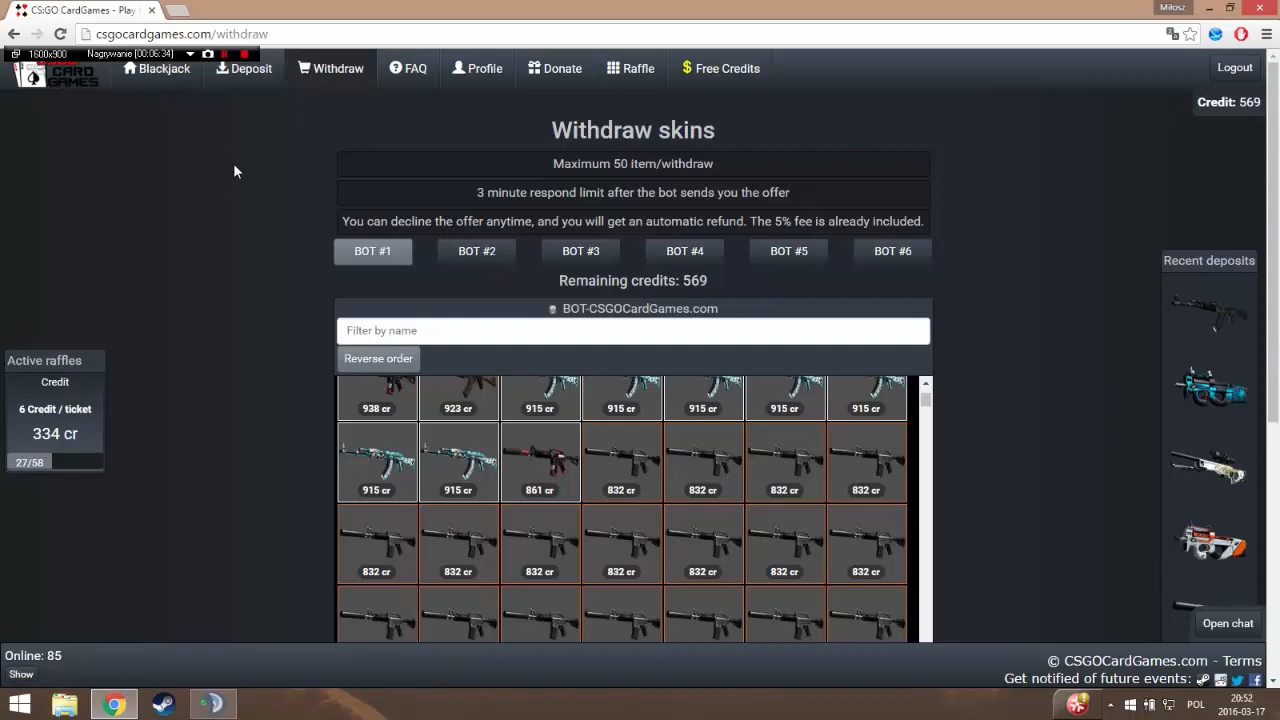 CS:GO CardGames - Play
Miłosz
csgocardgames.com/withdraw
1600x900 Nagrywanie [00:06:34]
CARD GAMES
Blackjack Deposit Withdraw FAQ Profile Donate Raffle Free Credits Logout
Credit: 569
Withdraw skins
Maximum 50 item/withdraw
3 minute respond limit after the bot sends you the offer
You can decline the offer anytime, and you will get an automatic refund. The 5% fee is already included.
BOT #1 BOT #2 BOT #3 BOT #4 BOT #5 BOT #6
Remaining credits: 569
BOT-CSGOCardGames.com
Filter by name
Reverse order
938 cr 923 cr 915 cr 915 cr 915 cr 915 cr 915 cr
915 cr 915 cr 861 cr 832 cr 832 cr 832 cr 832 cr
832 cr 832 cr 832 cr 832 cr 832 cr 832 cr 832 cr
Active raffles
Credit
6 Credit / ticket
334 cr
27/58
Recent deposits
Open chat
Online: 85
Show
© CSGOCardGames.com - Terms
Get notified of future events:
POL
20:52
2016-03-17